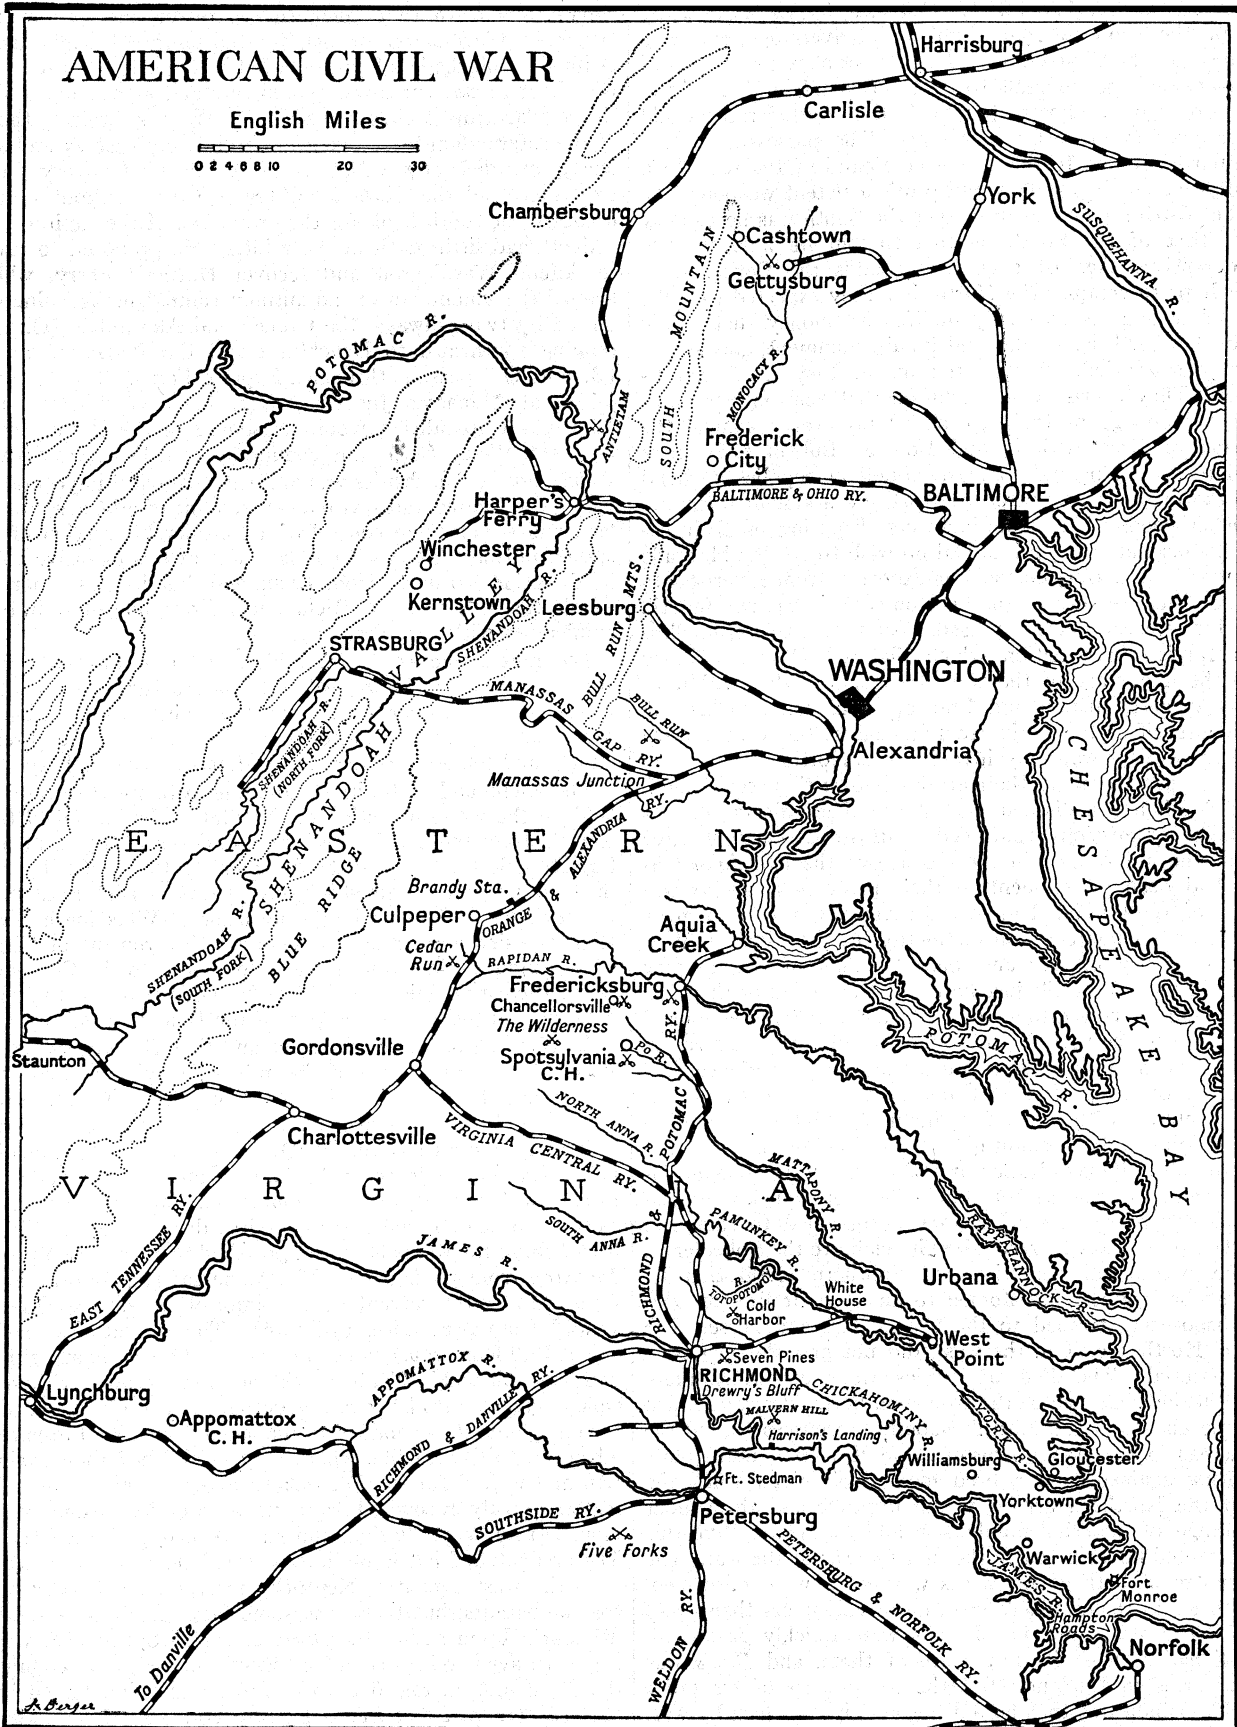 AMERICAN CIVIL WAR
English Miles
0 2 4 6 8 10 20 30
Harrisburg
Carlisle
Chambersburg
York
SUSQUEHANNA R.
Cashtown
Gettysburg
SOUTH MOUNTAIN
MONOCACY R.
POTOMAC R.
ANTIETAM
Frederick
City
BALTIMORE & OHIO RY.
BALTIMORE
Harper's
Ferry
Winchester
Kernstown
Leesburg
STRASBURG
SHENANDOAH VALLEY
SHENANDOAH R.
BULL RUN MTS.
WASHINGTON
MANASSAS GAP RY.
BULL RUN
Alexandria
Manassas Junction
SHENANDOAH R.
(NORTH FORK)
CHESAPEAKE BAY
EASTERN
VIRGINIA
BLUE RIDGE
ORANGE & ALEXANDRIA RY.
Brandy Sta.
Culpeper
Cedar
Run
RAPIDAN R.
Aquia
Creek
SHENANDOAH R.
(SOUTH FORK)
Fredericksburg
Chancellorsville
The Wilderness
Spotsylvania
C. H.
Po R.
POTOMAC R.
Staunton
Gordonsville
Charlottesville
VIRGINIA CENTRAL RY.
NORTH ANNA R.
RICHMOND & POTOMAC RY.
MATTAPONY R.
SOUTH ANNA R.
PAMUNKEY R.
RAPPAHANNOCK R.
EAST TENNESSEE RY.
JAMES R.
TOTOPOTOMOY R.
Cold
Harbor
White
House
Urbana
West
Point
Seven Pines
RICHMOND
Drewry's Bluff
CHICKAHOMINY R.
MALVERN HILL
Harrison's Landing
YORK R.
Lynchburg
Appomattox
C. H.
APPOMATTOX R.
RICHMOND & DANVILLE RY.
Williamsburg
Gloucester
Yorktown
Ft. Stedman
Petersburg
SOUTHSIDE RY.
Five Forks
PETERSBURG & NORFOLK RY.
Warwick
JAMES R.
Fort
Monroe
Hampton
Roads
Norfolk
To Danville
WELDON RY.